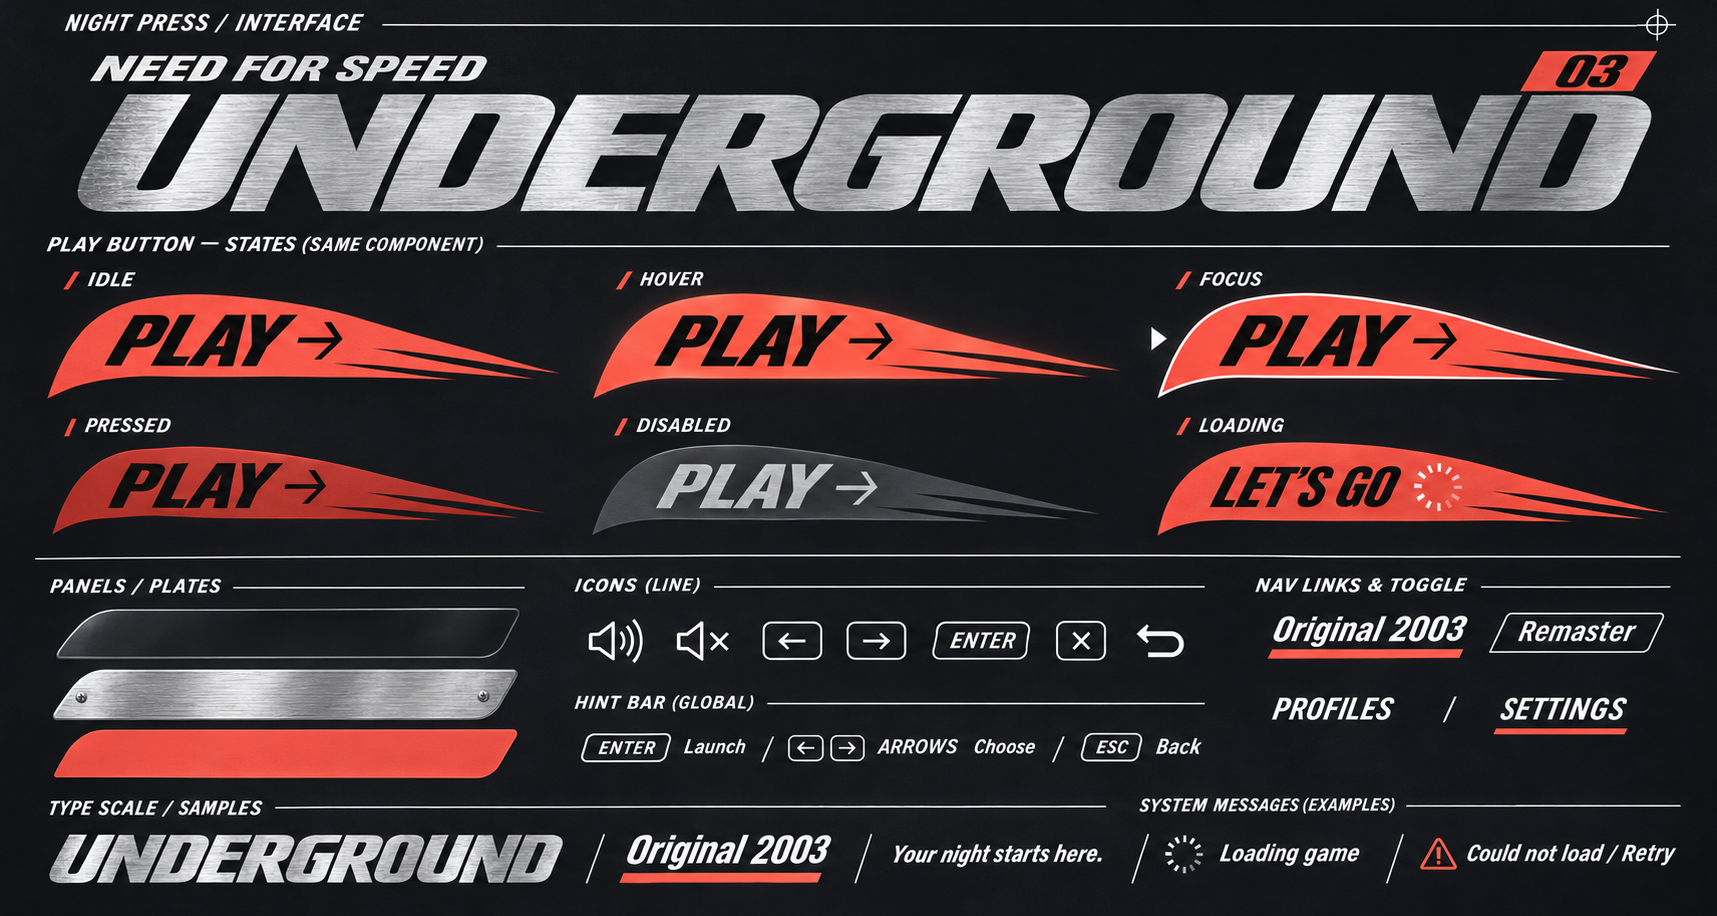 NIGHT PRESS / INTERFACE
NEED FOR SPEED
03
UNDERGROUND
PLAY BUTTON — STATES (SAME COMPONENT)
/ IDLE
/ HOVER
/ FOCUS
PLAY →
PLAY →
PLAY →
/ PRESSED
/ DISABLED
/ LOADING
PLAY →
PLAY →
LET'S GO
PANELS / PLATES
ICONS (LINE)
NAV LINKS & TOGGLE
← → ENTER ×
Original 2003 Remaster
HINT BAR (GLOBAL)
PROFILES / SETTINGS
ENTER Launch / ← → ARROWS Choose / ESC Back
TYPE SCALE / SAMPLES
SYSTEM MESSAGES (EXAMPLES)
UNDERGROUND / Original 2003 / Your night starts here. / Loading game / Could not load / Retry